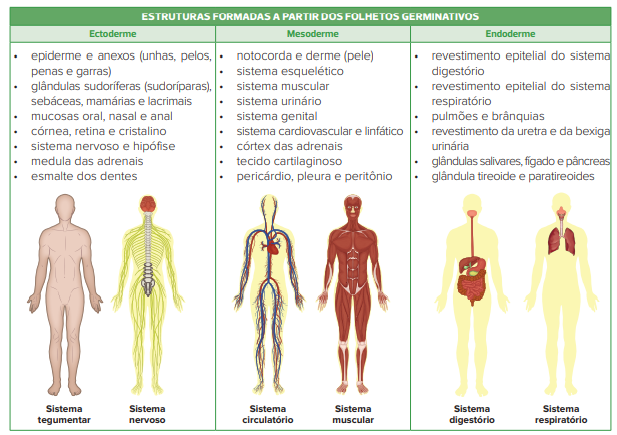 ESTRUTURAS FORMADAS A PARTIR DOS FOLHETOS GERMINATIVOS
Ectoderme
• epiderme e anexos (unhas, pelos,
penas e garras)
• glândulas sudoríferas (sudoríparas),
sebáceas, mamárias e lacrimais
• mucosas oral, nasal e anal
• córnea, retina e cristalino
• sistema nervoso e hipófise
• medula das adrenais
• esmalte dos dentes
Sistema
tegumentar
Sistema
nervoso
Mesoderme
• notocorda e derme (pele)
• sistema esquelético
• sistema muscular
• sistema urinário
• sistema genital
• sistema cardiovascular e linfático
• córtex das adrenais
• tecido cartilaginoso
• pericárdio, pleura e peritônio
Sistema
circulatório
Sistema
muscular
Endoderme
• revestimento epitelial do sistema
digestório
• revestimento epitelial do sistema
respiratório
• pulmões e brânquias
• revestimento da uretra e da bexiga
urinária
• glândulas salivares, fígado e pâncreas
• glândula tireoide e paratireoides
Sistema
digestório
Sistema
respiratório